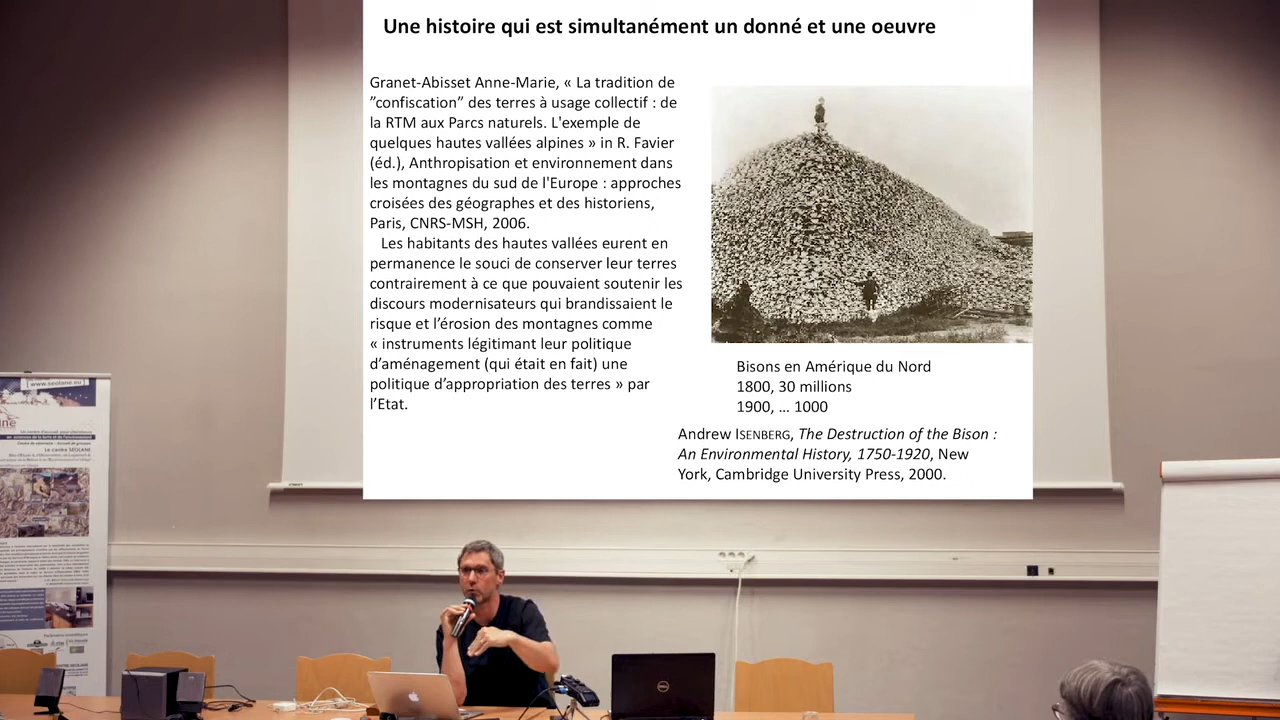 Une histoire qui est simultanément un donné et une oeuvre
Granet-Abisset Anne-Marie, « La tradition de
”confiscation” des terres à usage collectif : de
la RTM aux Parcs naturels. L'exemple de
quelques hautes vallées alpines » in R. Favier
(éd.), Anthropisation et environnement dans
les montagnes du sud de l'Europe : approches
croisées des géographes et des historiens,
Paris, CNRS-MSH, 2006.
Les habitants des hautes vallées eurent en
permanence le souci de conserver leur terres
contrairement à ce que pouvaient soutenir les
discours modernisateurs qui brandissaient le
risque et l’érosion des montagnes comme
« instruments légitimant leur politique
d’aménagement (qui était en fait) une
politique d’appropriation des terres » par
l’Etat.
Bisons en Amérique du Nord
1800, 30 millions
1900, ... 1000
Andrew ISENBERG, The Destruction of the Bison :
An Environmental History, 1750-1920, New
York, Cambridge University Press, 2000.
www.seolane.eu
Le centre SEOLANE
DELL